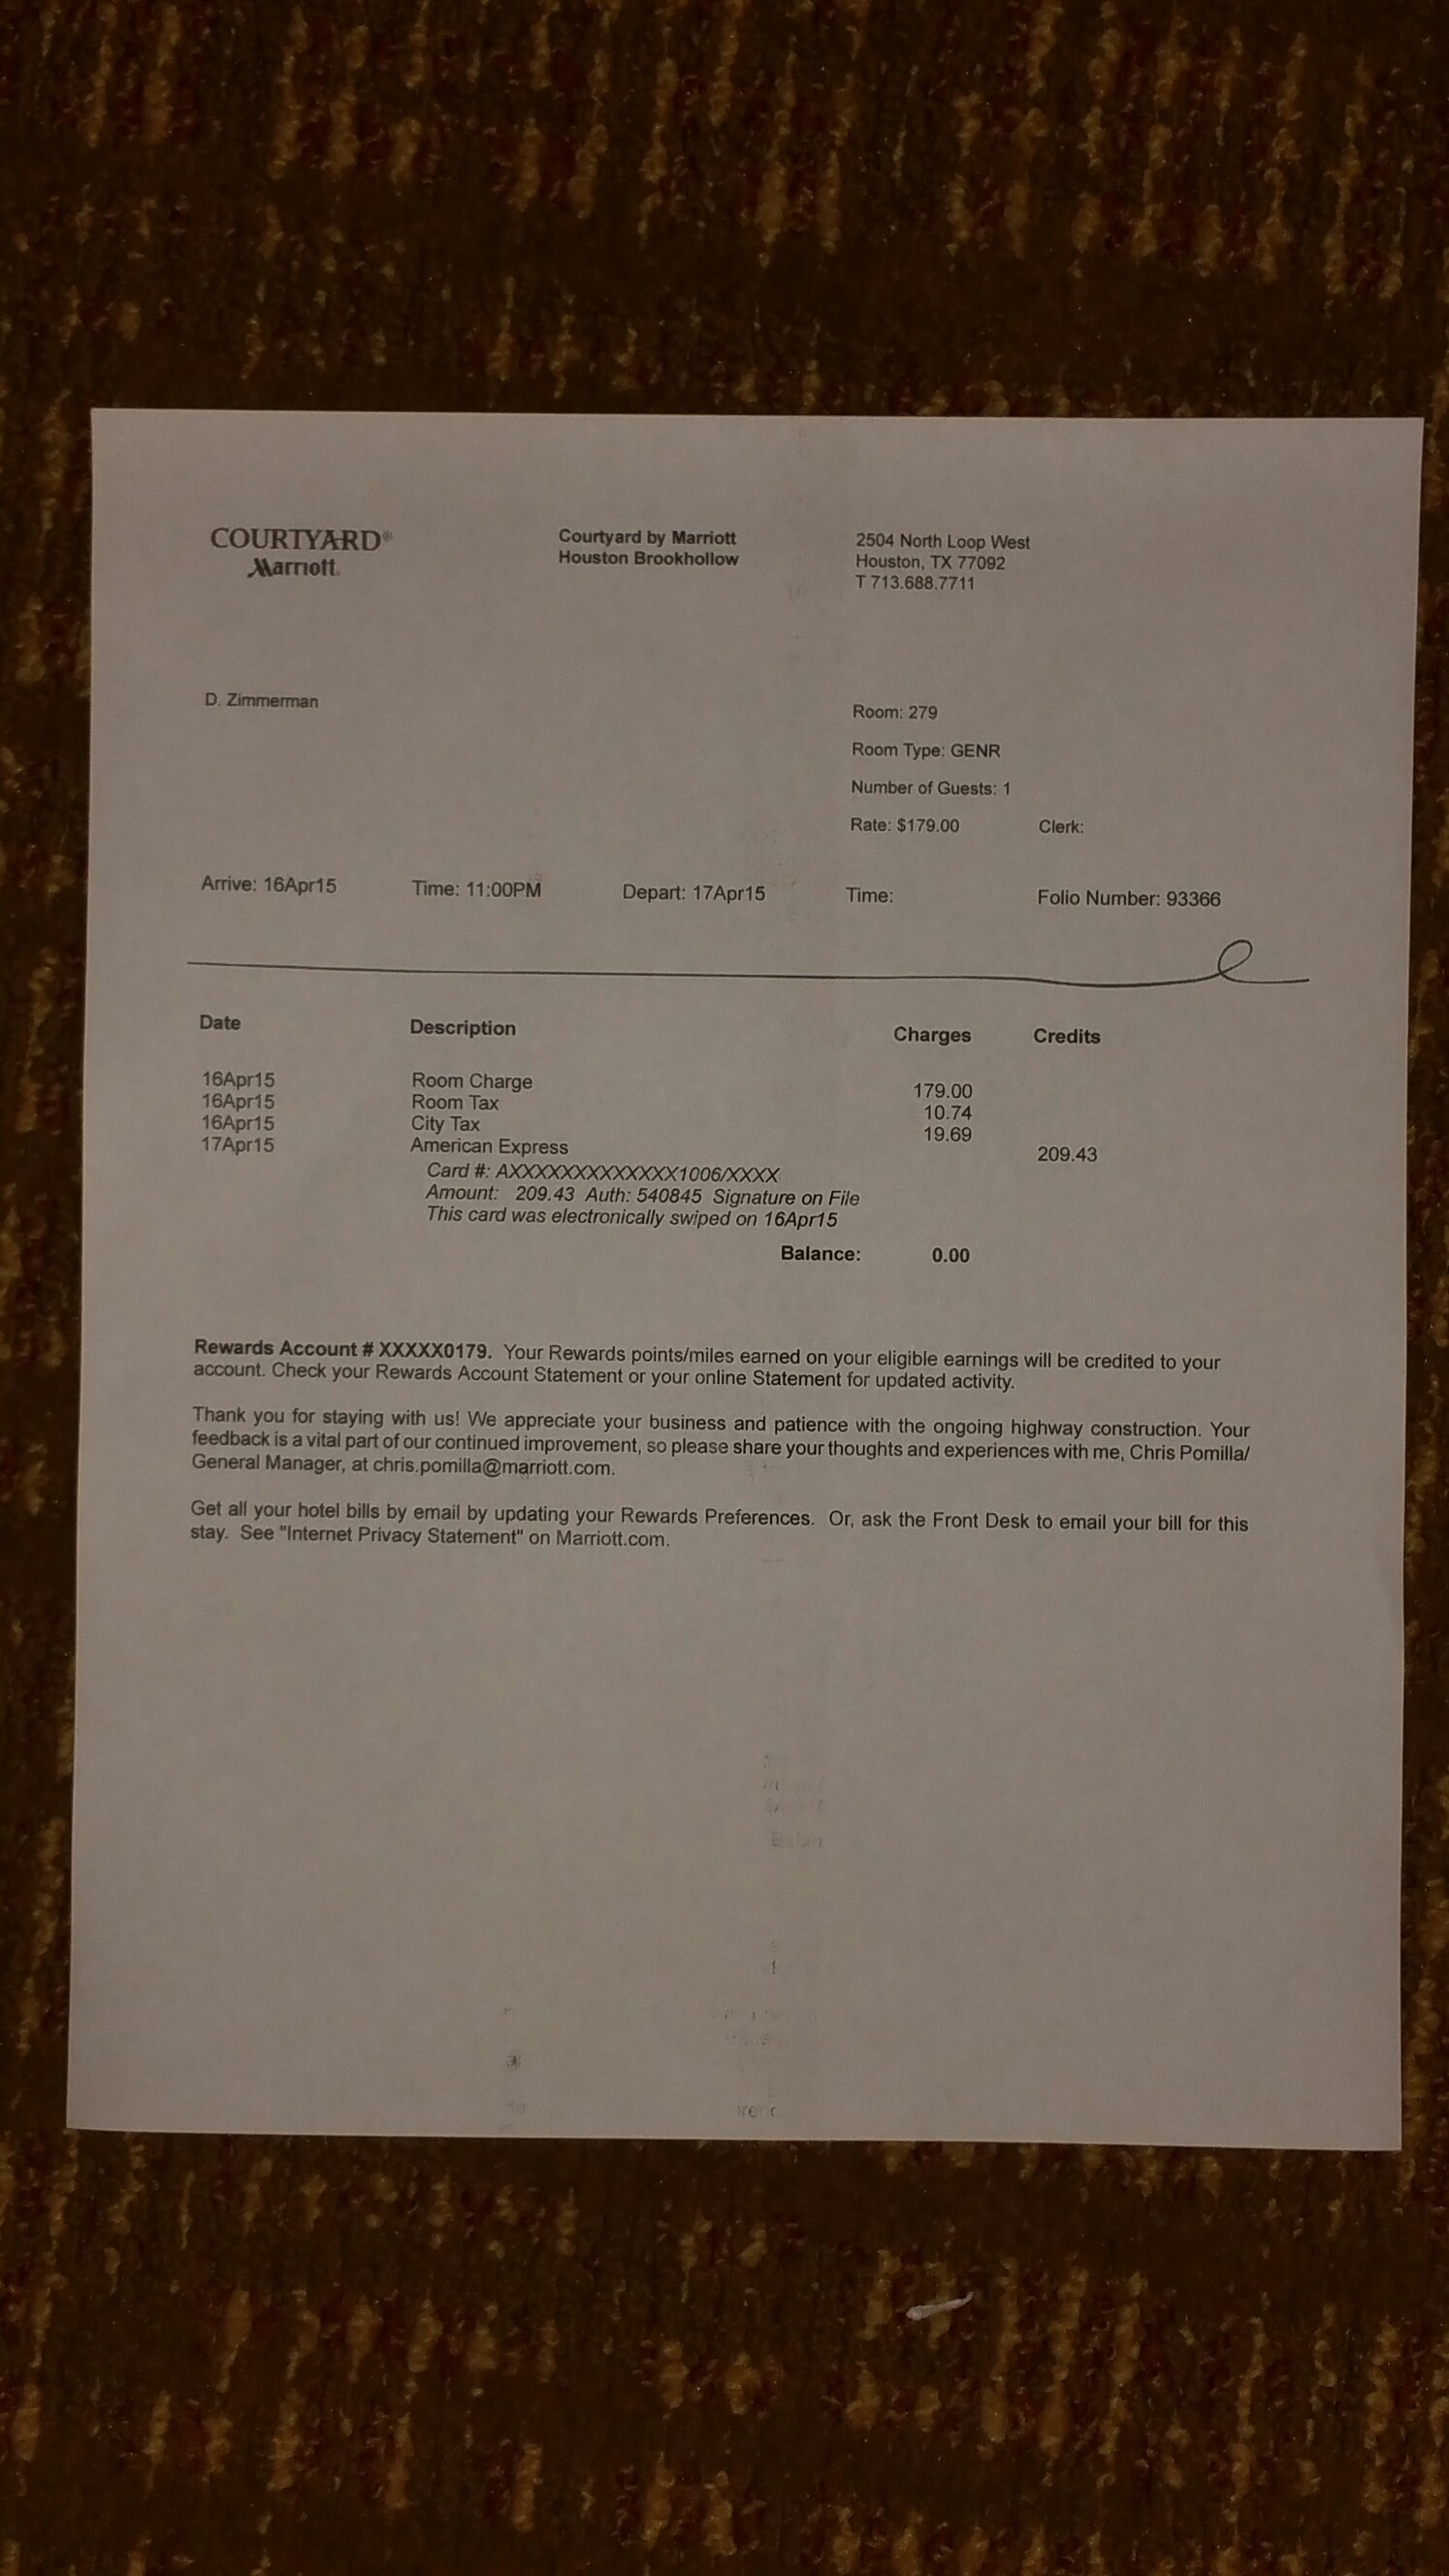 COURTYARD®
Marriott.
Courtyard by Marriott
Houston Brookhollow
2504 North Loop West
Houston, TX 77092
T 713.688.7711
D. Zimmerman
Room: 279
Room Type: GENR
Number of Guests: 1
Rate: $179.00 Clerk:
Arrive: 16Apr15 Time: 11:00PM Depart: 17Apr15 Time: Folio Number: 93366
Date Description Charges Credits
16Apr15 Room Charge 179.00
16Apr15 Room Tax 10.74
16Apr15 City Tax 19.69
17Apr15 American Express 209.43
Card #: AXXXXXXXXXXXXX1006/XXXX
Amount: 209.43 Auth: 540845 Signature on File
This card was electronically swiped on 16Apr15
Balance: 0.00
Rewards Account # XXXXX0179. Your Rewards points/miles earned on your eligible earnings will be credited to your
account. Check your Rewards Account Statement or your online Statement for updated activity.
Thank you for staying with us! We appreciate your business and patience with the ongoing highway construction. Your
feedback is a vital part of our continued improvement, so please share your thoughts and experiences with me, Chris Pomilla/
General Manager, at chris.pomilla@marriott.com.
Get all your hotel bills by email by updating your Rewards Preferences. Or, ask the Front Desk to email your bill for this
stay. See "Internet Privacy Statement" on Marriott.com.